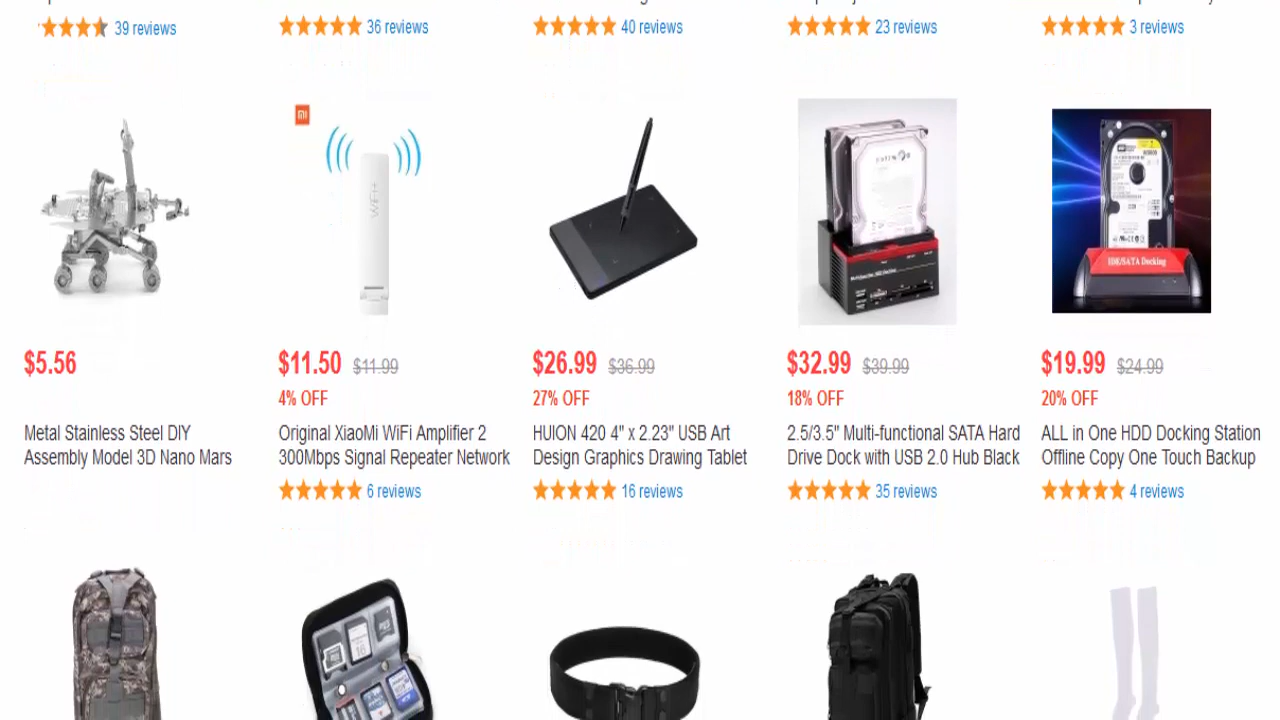 39 reviews
36 reviews
40 reviews
23 reviews
3 reviews
WiFi+
IDE/SATA Docking
$5.56
$11.50 $11.99
$26.99 $36.99
$32.99 $39.99
$19.99 $24.99
4% OFF
27% OFF
18% OFF
20% OFF
Metal Stainless Steel DIY
Assembly Model 3D Nano Mars
Original XiaoMi WiFi Amplifier 2
300Mbps Signal Repeater Network
HUION 420 4" x 2.23" USB Art
Design Graphics Drawing Tablet
2.5/3.5" Multi-functional SATA Hard
Drive Dock with USB 2.0 Hub Black
ALL in One HDD Docking Station
Offline Copy One Touch Backup
6 reviews
16 reviews
35 reviews
4 reviews